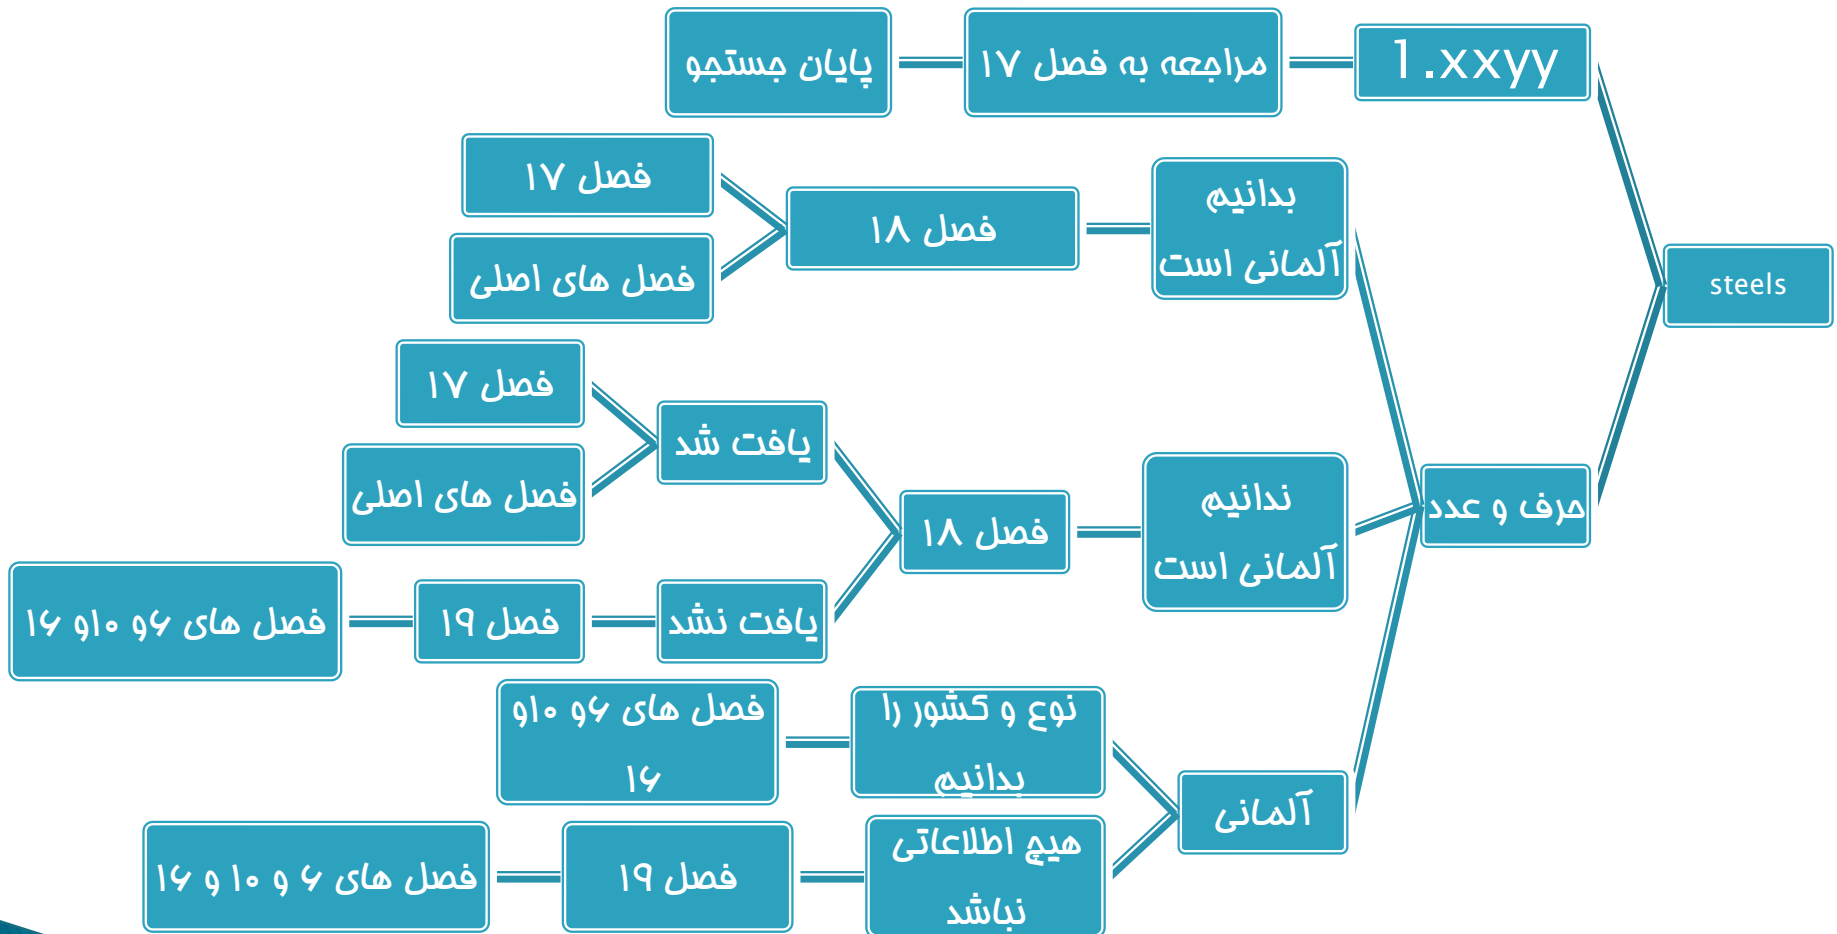 steels
1.xxyy
مراجعه به فصل ۱۷
پایان جستجو
حرف و عدد
بدانیم
آلمانی است
فصل ۱۸
فصل ۱۷
فصل های اصلی
ندانیم
آلمانی است
فصل ۱۸
یافت شد
فصل ۱۷
فصل های اصلی
یافت نشد
فصل ۱۹
فصل های ۶و ۱۰و ۱۶
آلمانی
نوع و کشور را
بدانیم
فصل های ۶و ۱۰و
۱۶
هیچ اطلاعاتی
نباشد
فصل ۱۹
فصل های ۶ و ۱۰ و ۱۶